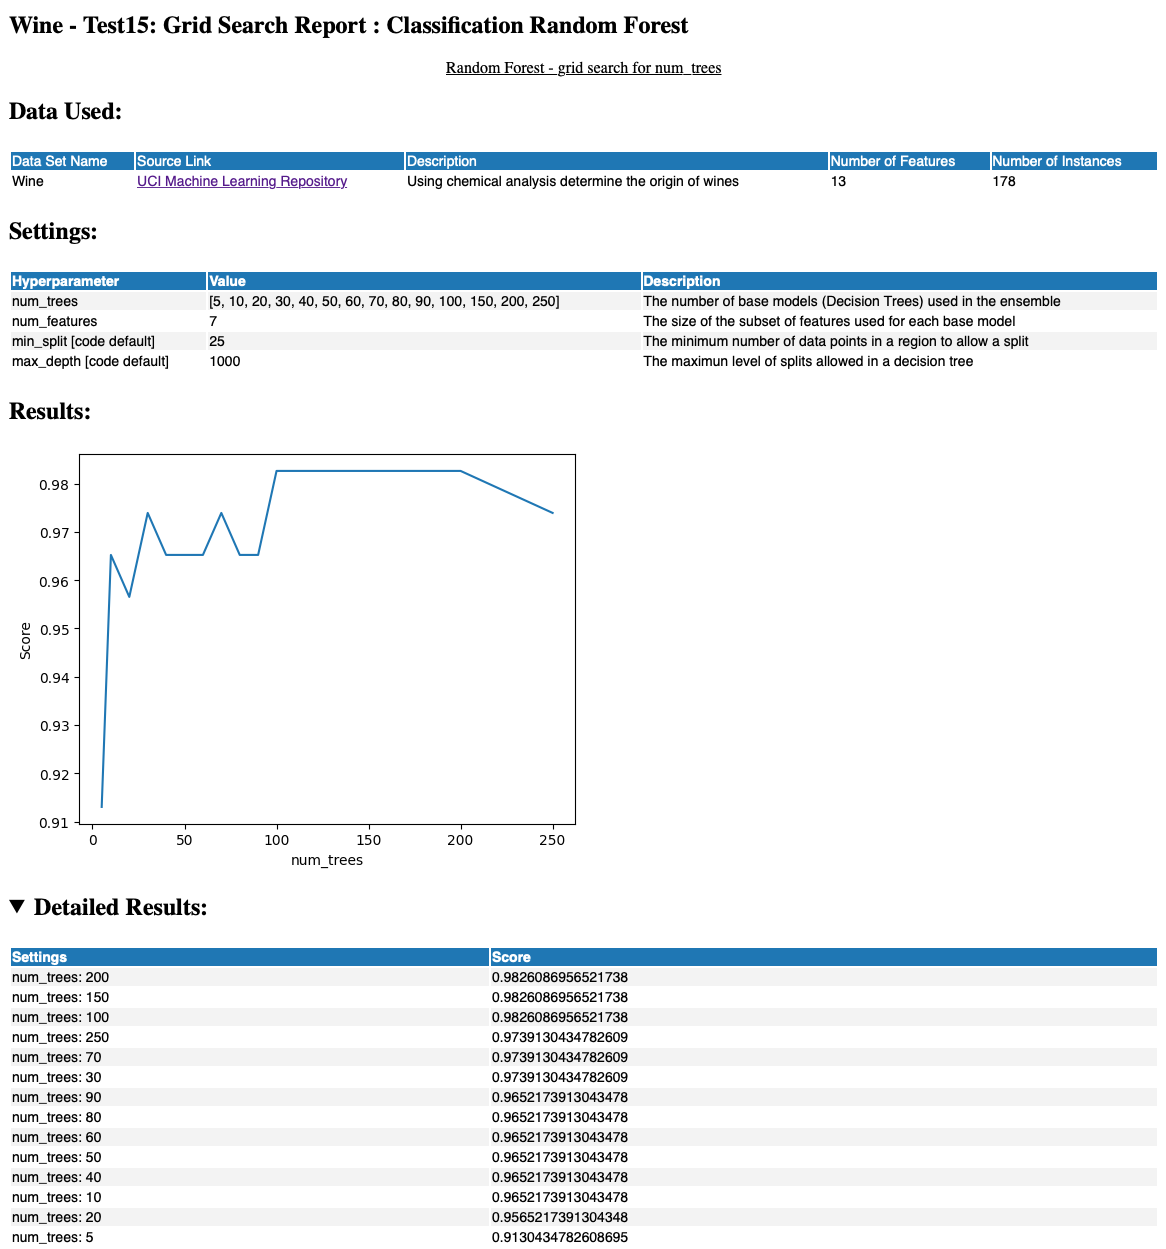 Wine - Test15: Grid Search Report : Classification Random Forest
Random Forest - grid search for num_trees
Data Used:
Data Set Name Source Link Description Number of Features Number of Instances
Wine UCI Machine Learning Repository Using chemical analysis determine the origin of wines 13 178
Settings:
Hyperparameter Value Description
num_trees [5, 10, 20, 30, 40, 50, 60, 70, 80, 90, 100, 150, 200, 250] The number of base models (Decision Trees) used in the ensemble
num_features 7 The size of the subset of features used for each base model
min_split [code default] 25 The minimum number of data points in a region to allow a split
max_depth [code default] 1000 The maximun level of splits allowed in a decision tree
Results:
0.98
0.97
0.96
0.95
0.94
0.93
0.92
0.91
Score
0 50 100 150 200 250
num_trees
▼ Detailed Results:
Settings Score
num_trees: 200 0.9826086956521738
num_trees: 150 0.9826086956521738
num_trees: 100 0.9826086956521738
num_trees: 250 0.9739130434782609
num_trees: 70 0.9739130434782609
num_trees: 30 0.9739130434782609
num_trees: 90 0.9652173913043478
num_trees: 80 0.9652173913043478
num_trees: 60 0.9652173913043478
num_trees: 50 0.9652173913043478
num_trees: 40 0.9652173913043478
num_trees: 10 0.9652173913043478
num_trees: 20 0.9565217391304348
num_trees: 5 0.9130434782608695